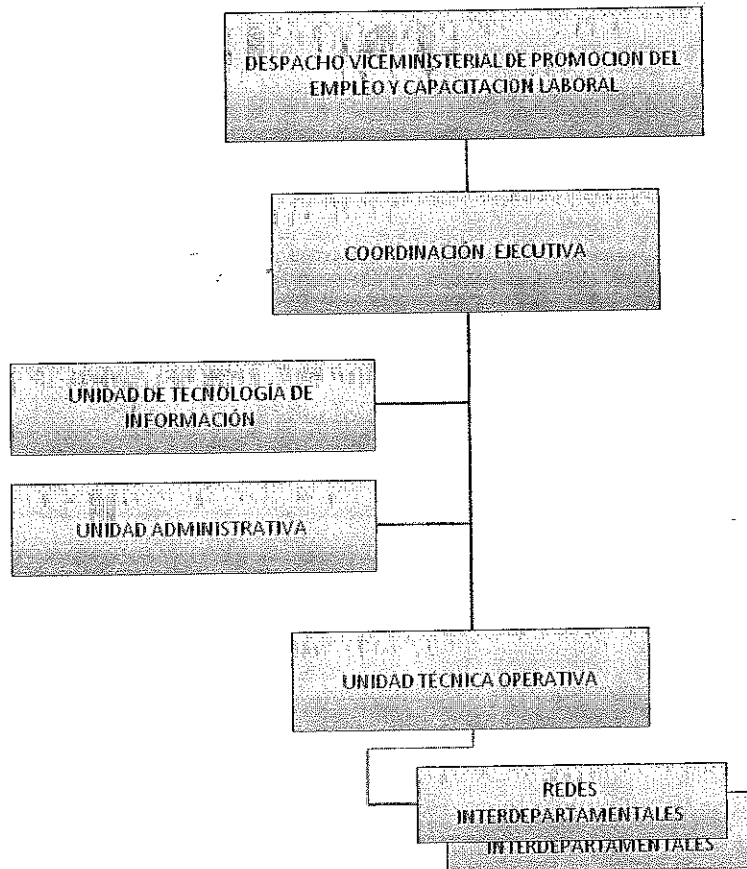 DESPACHO VICEMINISTERIAL DE PROMOCION DEL
EMPLEO Y CAPACITACION LABORAL
COORDINACIÓN EJECUTIVA
UNIDAD DE TECNOLOGÍA DE
INFORMACIÓN
UNIDAD ADMINISTRATIVA
UNIDAD TECNICA OPERATIVA
REDES
INTERDEPARTAMENTALES
INTERDEPARTAMENTALES